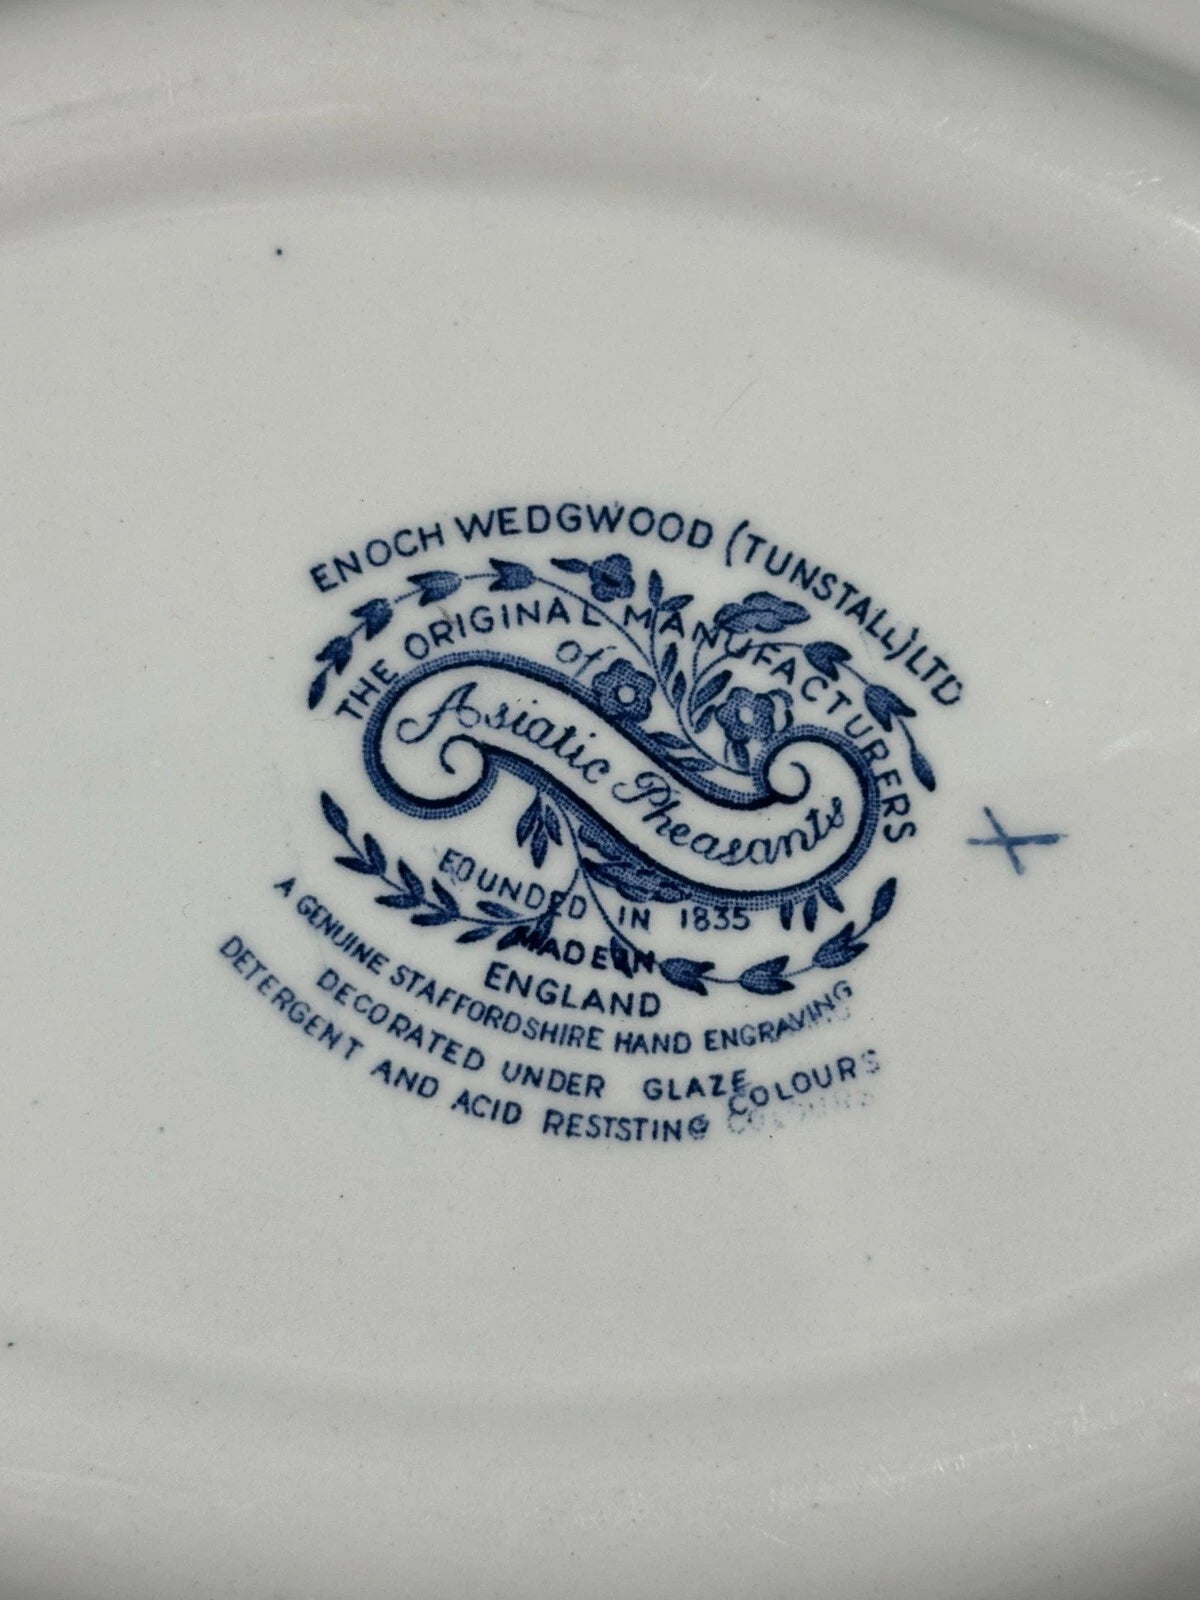 ENOCH WEDGWOOD (TUNSTALL) LTD
THE ORIGINAL MANUFACTURERS
of
Asiatic Pheasants
FOUNDED IN 1835
MADE IN
ENGLAND
A GENUINE STAFFORDSHIRE HAND ENGRAVING
DECORATED UNDER GLAZE
DETERGENT AND ACID RESTSTING COLOURS